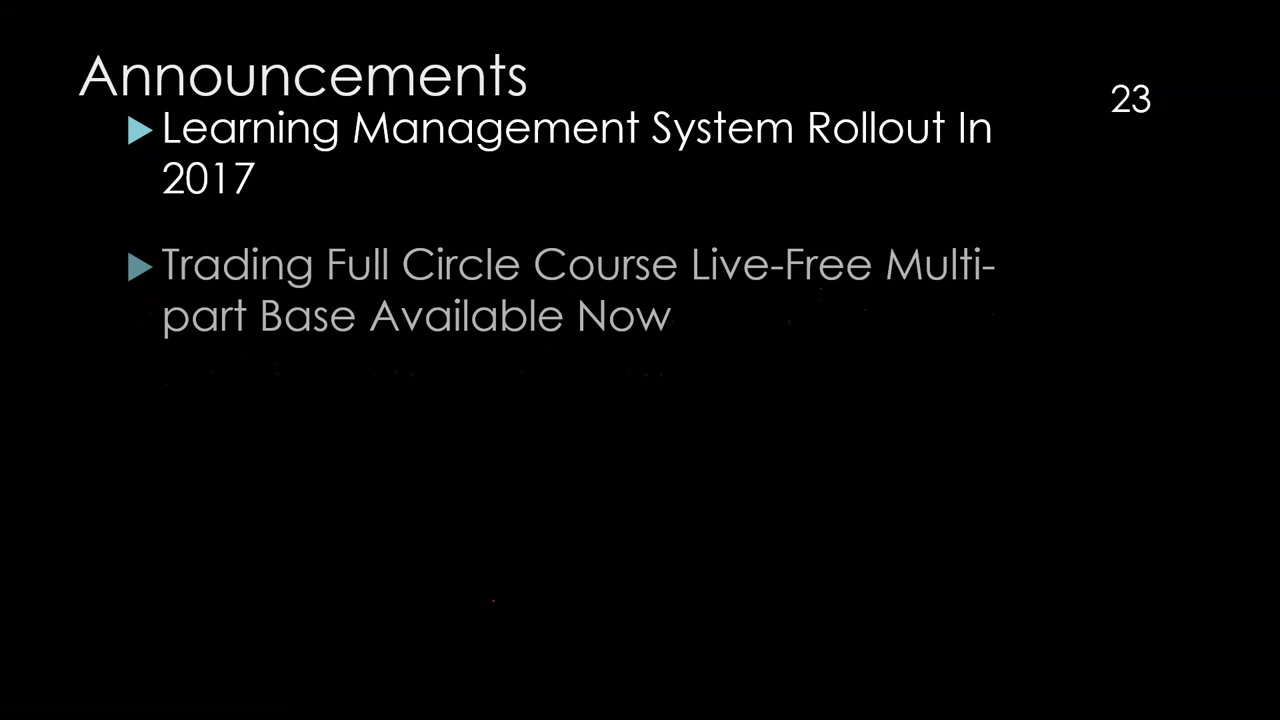 Announcements
23
Learning Management System Rollout In
2017
Trading Full Circle Course Live-Free Multi-
part Base Available Now